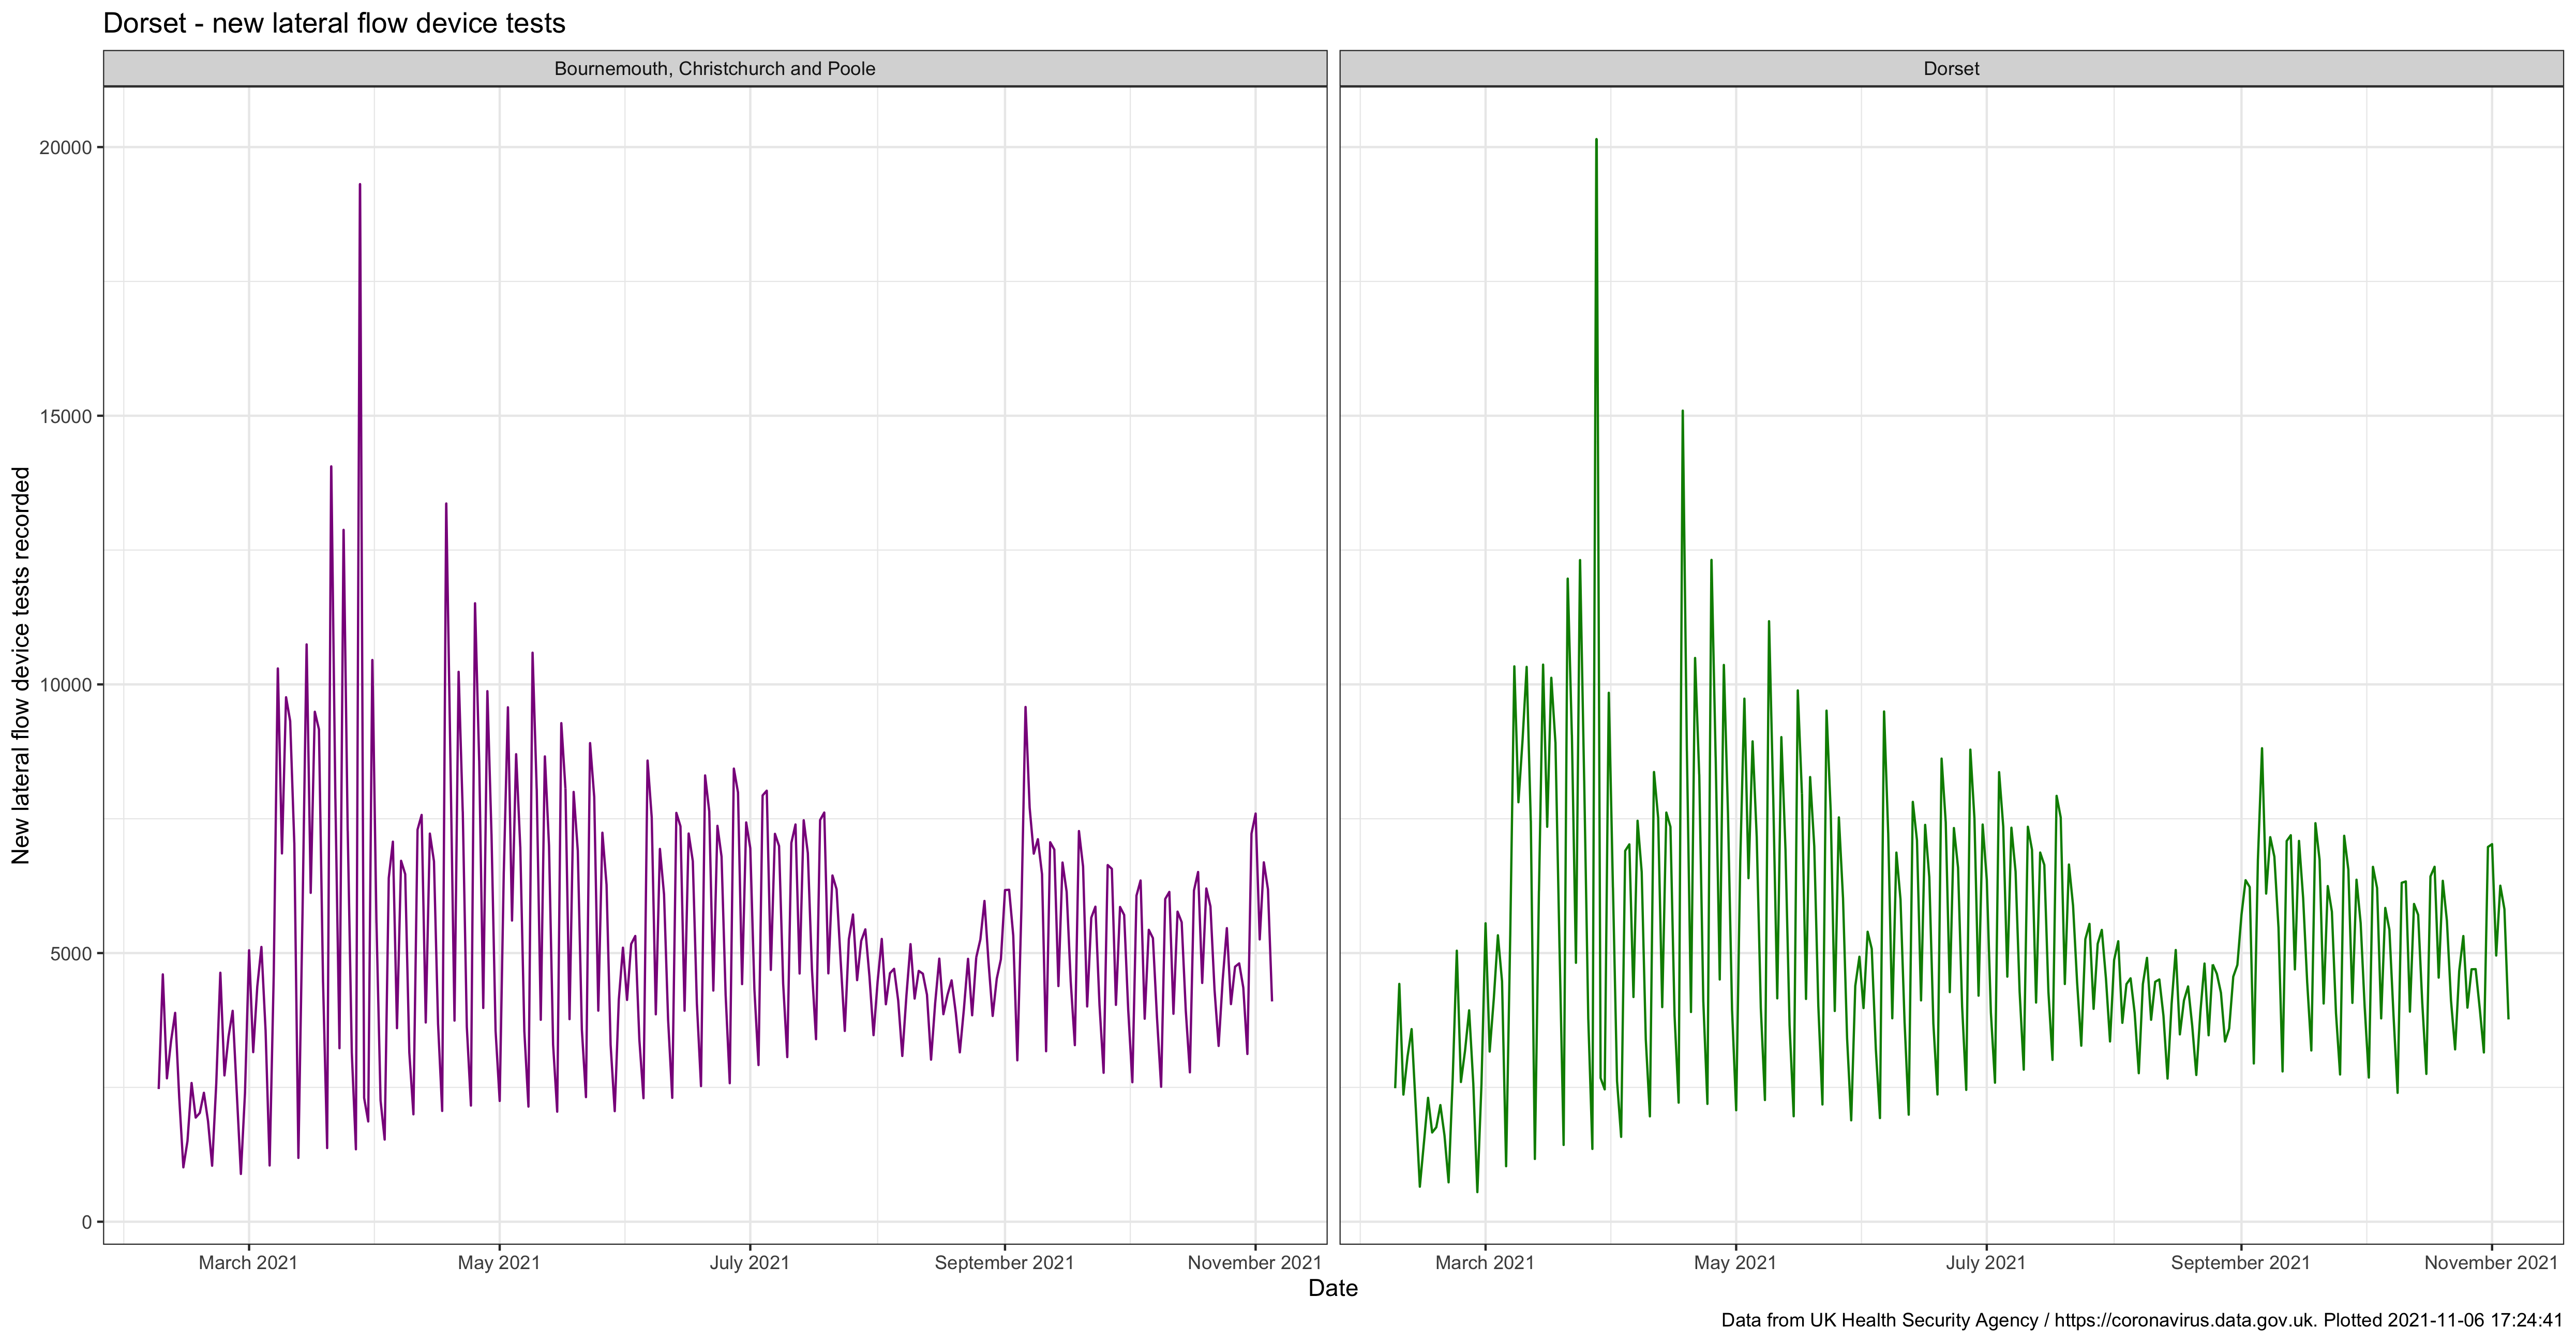 Dorset - new lateral flow device tests
Bournemouth, Christchurch and Poole
Dorset
New lateral flow device tests recorded
20000
15000
10000
5000
0
March 2021
May 2021
July 2021
September 2021
November 2021
March 2021
May 2021
July 2021
September 2021
November 2021
Date
Data from UK Health Security Agency / https://coronavirus.data.gov.uk. Plotted 2021-11-06 17:24:41